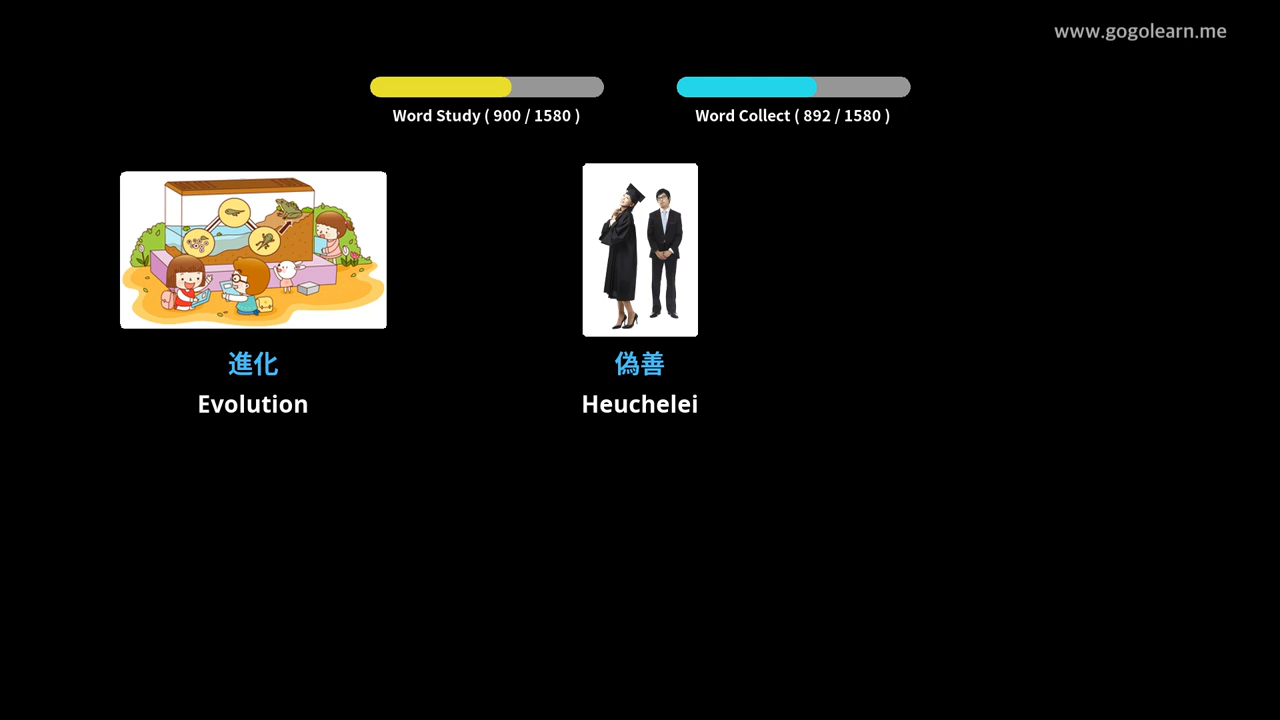 www.gogolearn.me
Word Study ( 900 / 1580 )
Word Collect ( 892 / 1580 )
進化
Evolution
偽善
Heuchelei